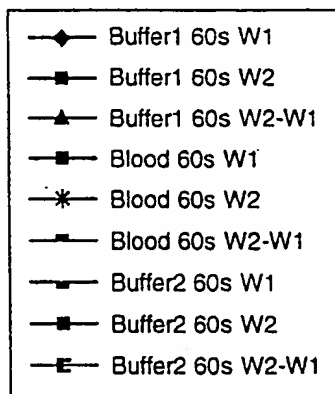 Buffer1 60s W1
Buffer1 60s W2
Buffer1 60s W2-W1
Blood 60s W1
Blood 60s W2
Blood 60s W2-W1
Buffer2 60s W1
Buffer2 60s W2
Buffer2 60s W2-W1